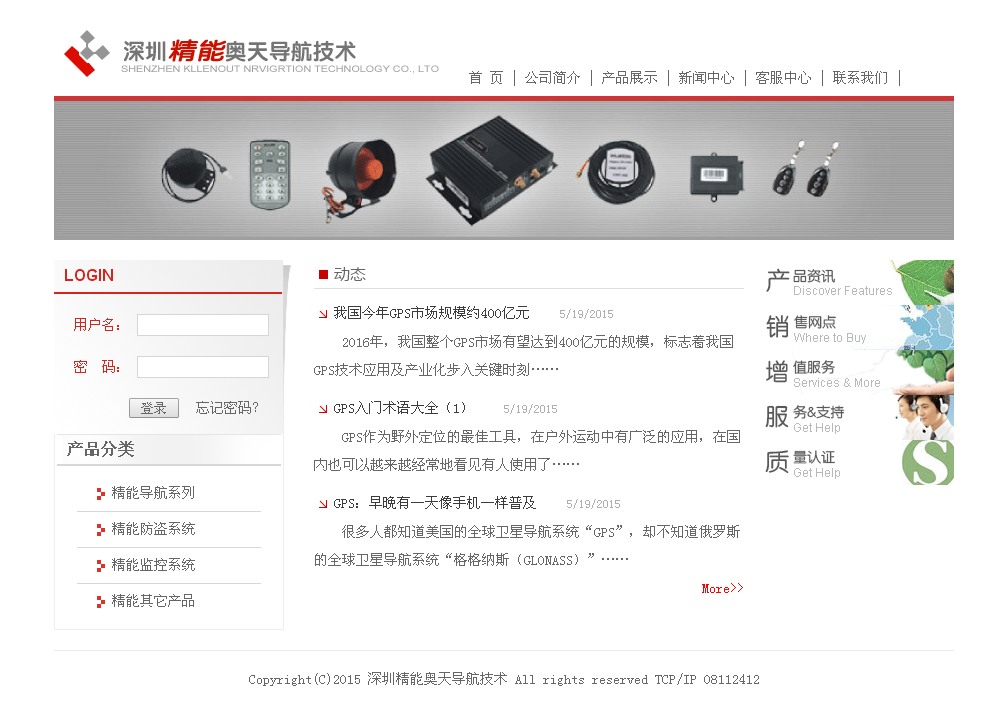 深圳精能奥天导航技术
SHENZHEN KLLENOUT NRVIGRTION TECHNOLOGY CO., LTO
首 页 │ 公司简介 │ 产品展示 │ 新闻中心 │ 客服中心 │ 联系我们 │
LOGIN
用户名：
密 码：
登录 忘记密码?
产品分类
精能导航系列
精能防盗系统
精能监控系统
精能其它产品
动态
我国今年GPS市场规模约400亿元 5/19/2015
2016年，我国整个GPS市场有望达到400亿元的规模，标志着我国
GPS技术应用及产业化步入关键时刻……
GPS入门术语大全（1） 5/19/2015
GPS作为野外定位的最佳工具，在户外运动中有广泛的应用，在国
内也可以越来越经常地看见有人使用了……
GPS：早晚有一天像手机一样普及 5/19/2015
很多人都知道美国的全球卫星导航系统“GPS”，却不知道俄罗斯
的全球卫星导航系统“格格纳斯（GLONASS）”……
More>>
产品资讯
Discover Features
销售网点
Where to Buy
增值服务
Services & More
服务&支持
Get Help
质量认证
Get Help
S
Copyright(C)2015 深圳精能奥天导航技术 All rights reserved TCP/IP 08112412